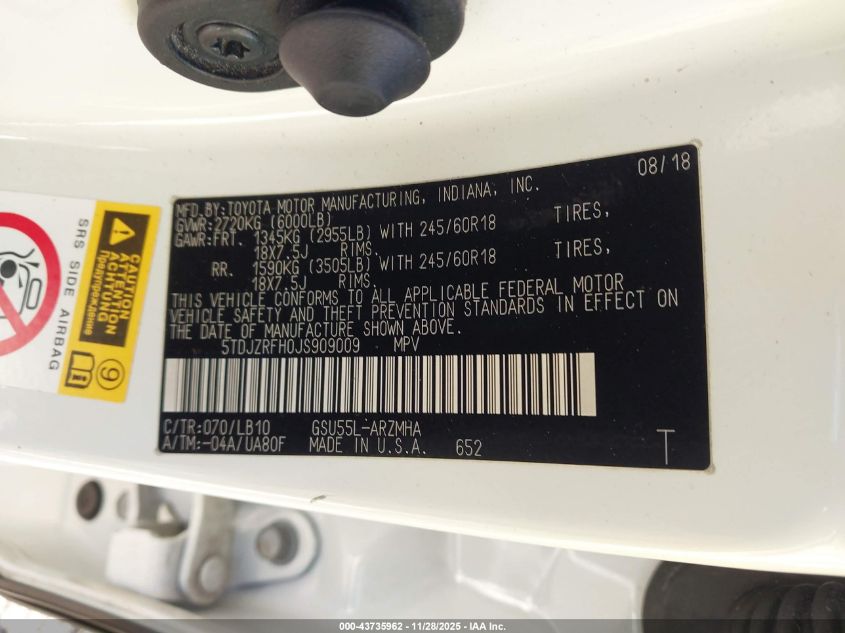 08/18
MFD.BY:TOYOTA MOTOR MANUFACTURING, INDIANA, INC.
GVWR:2720KG (6000LB)
GAWR:FRT. 1345KG (2955LB) WITH 245/60R18 TIRES,
18X7.5J RIMS.
RR. 1590KG (3505LB) WITH 245/60R18 TIRES,
18X7.5J RIMS.
THIS VEHICLE CONFORMS TO ALL APPLICABLE FEDERAL MOTOR
VEHICLE SAFETY AND THEFT PREVENTION STANDARDS IN EFFECT ON
THE DATE OF MANUFACTURE SHOWN ABOVE.
5TDJZRFH0JS909009 MPV
C/TR:070/LB10 GSU55L-ARZMHA
A/TM:-04A/UA80F MADE IN U.S.A. 652 T
SRS SIDE AIRBAG
CAUTION
ATTENTION
ACHTUNG
Предупреждение
9
000-43735962 — 11/28/2025 — IAA Inc.